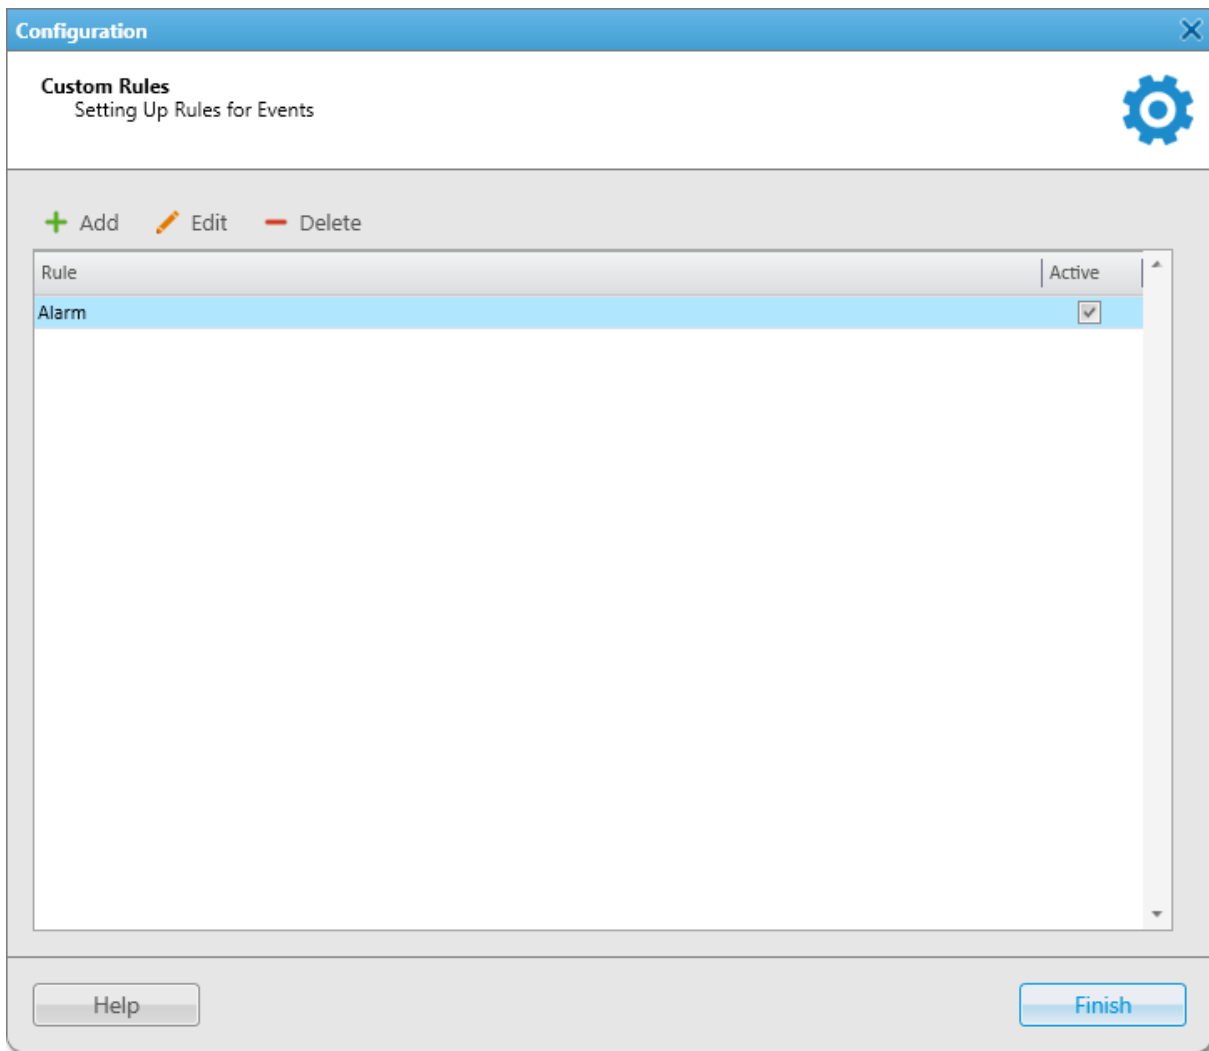 Configuration
Custom Rules
Setting Up Rules for Events
Add Edit Delete
Rule Active
Alarm
Help Finish